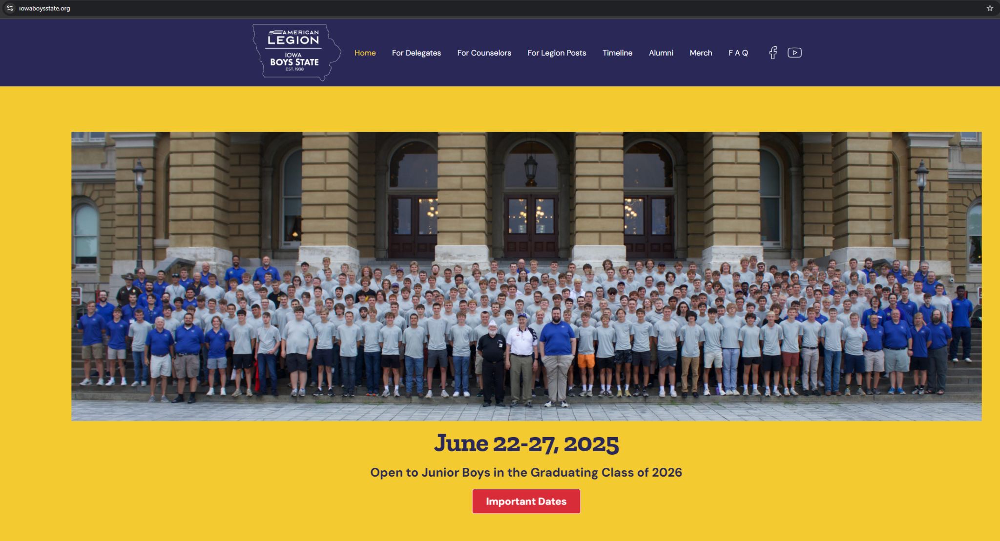 iowaboysstate.org
AMERICAN
LEGION
IOWA
BOYS STATE
EST. 1938
Home For Delegates For Counselors For Legion Posts Timeline Alumni Merch F A Q
June 22-27, 2025
Open to Junior Boys in the Graduating Class of 2026
Important Dates